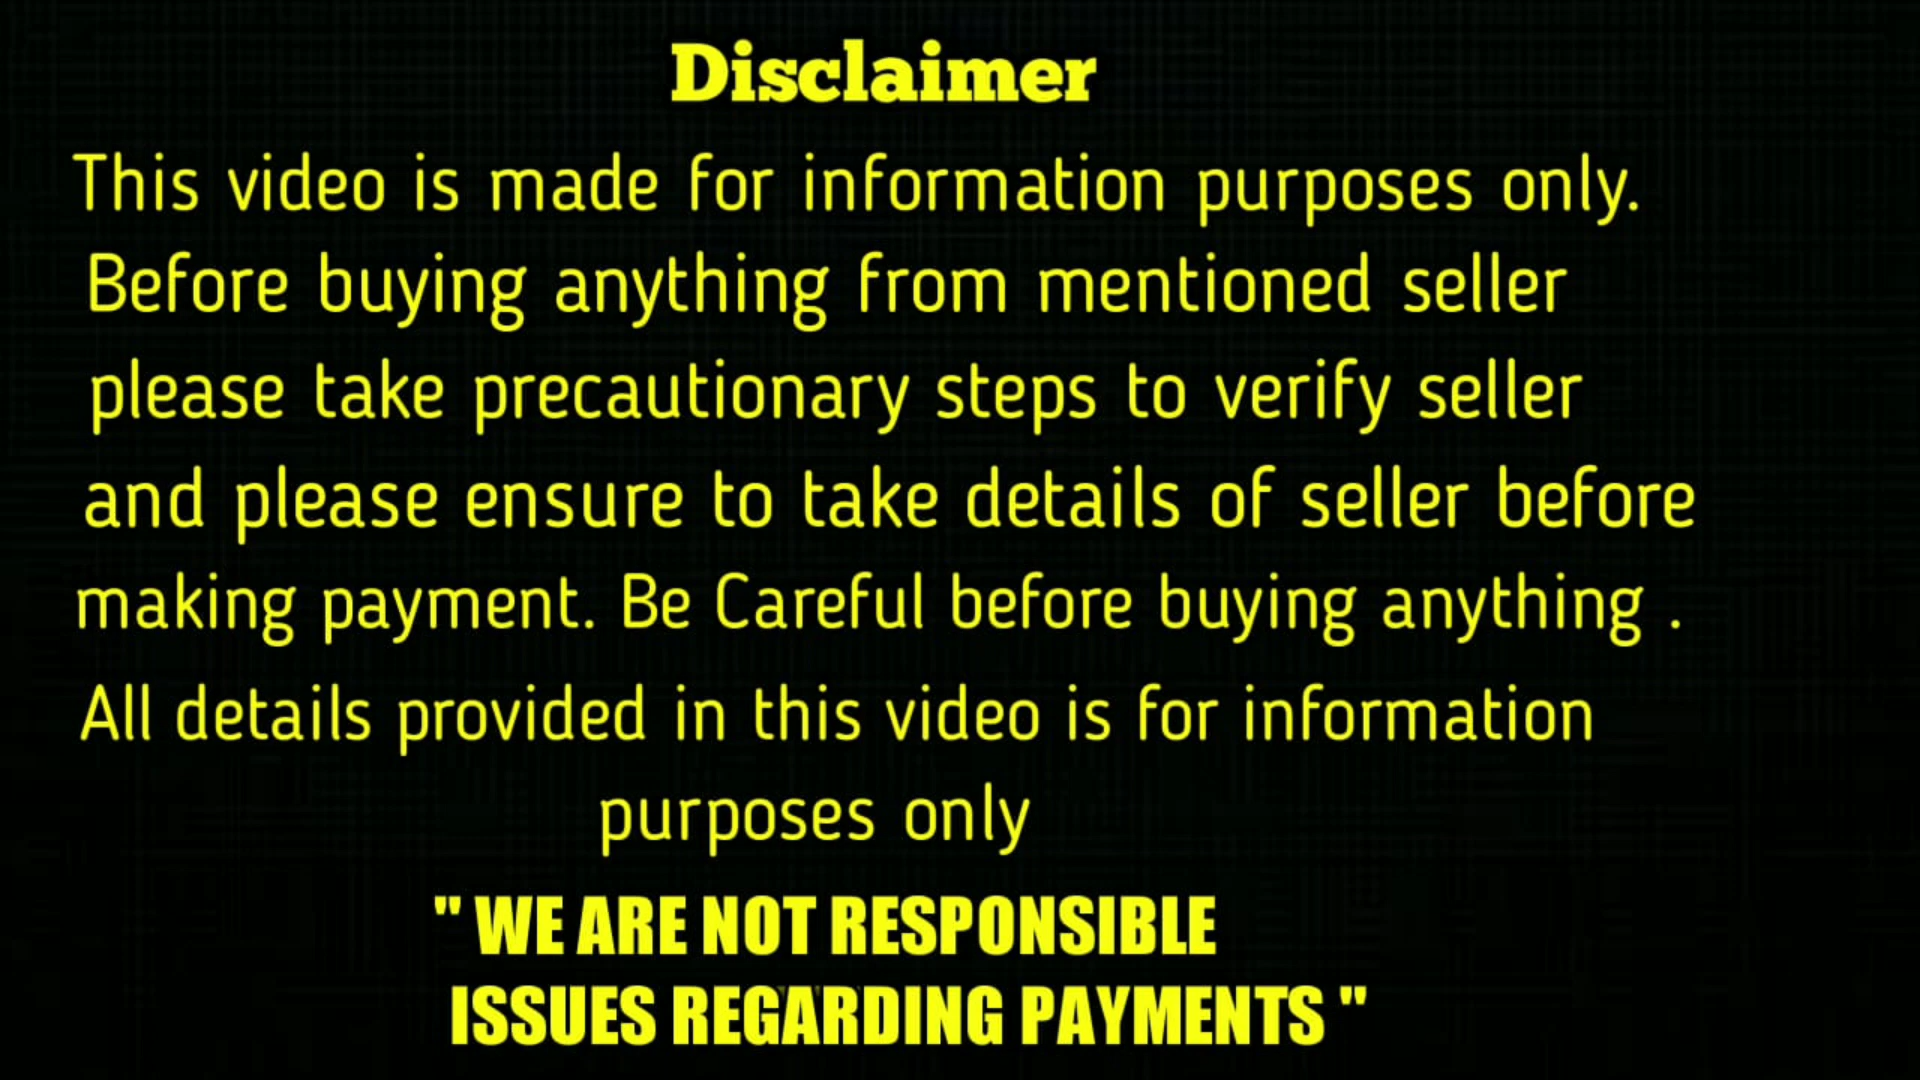 Disclaimer
This video is made for information purposes only.
Before buying anything from mentioned seller
please take precautionary steps to verify seller
and please ensure to take details of seller before
making payment. Be Careful before buying anything .
All details provided in this video is for information
purposes only
" WE ARE NOT RESPONSIBLE
ISSUES REGARDING PAYMENTS "